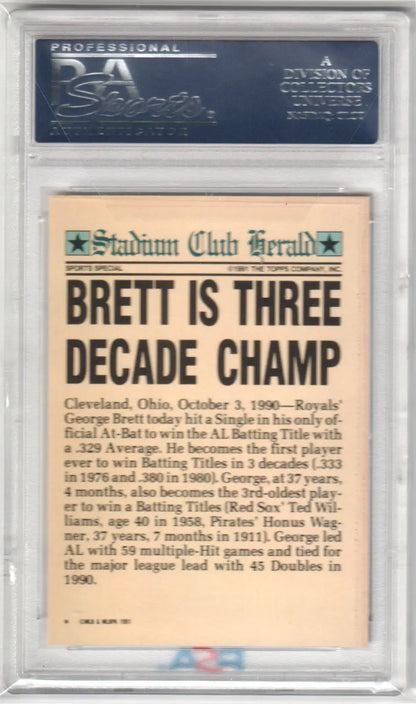 PROFESSIONAL
PSA
Sports
AUTHENTICATOR
A
DIVISION OF
COLLECTORS
UNIVERSE
NASDAQ: CLCT
Stadium Club Herald
SPORTS SPECIAL ©1991 THE TOPPS COMPANY, INC.
BRETT IS THREE
DECADE CHAMP
Cleveland, Ohio, October 3, 1990—Royals'
George Brett today hit a Single in his only of-
ficial At-Bat to win the AL Batting Title with
a .329 Average. He becomes the first player
ever to win Batting Titles in 3 decades (.333
in 1976 and .380 in 1980). George, at 37 years,
4 months, also becomes the 3rd-oldest play-
er to win a Batting Titles (Red Sox' Ted Wil-
liams, age 40 in 1958, Pirates' Honus Wag-
ner, 37 years, 7 months in 1911). George led
AL with 59 multiple-Hit games and tied for
the major league lead with 45 Doubles in
1990.
PSA